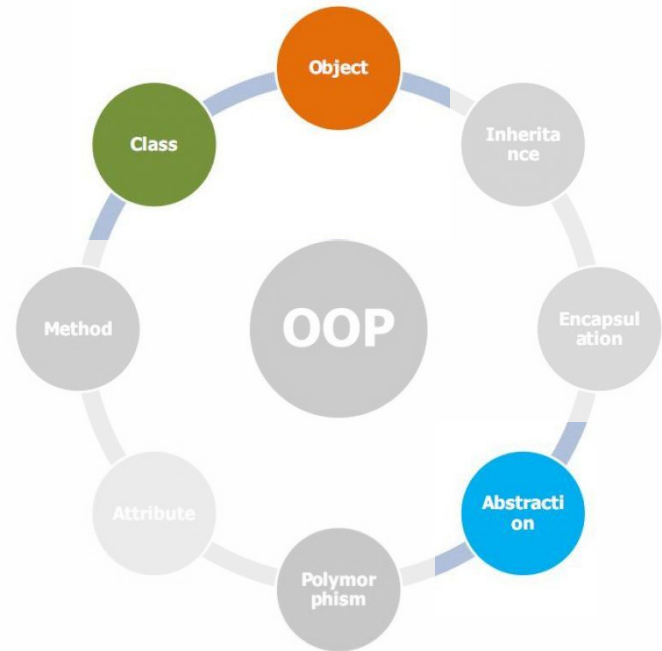 Object
Class
Inherita
nce
Method
OOP
Encapsul
ation
Attribute
Abstracti
on
Polymor
phism